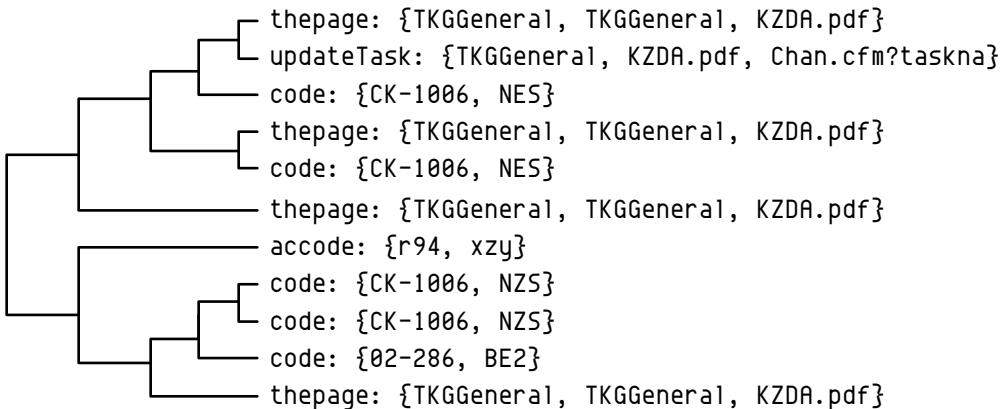 thepage: {TKGGeneral, TKGGeneral, KZDA.pdf}
updateTask: {TKGGeneral, KZDA.pdf, Chan.cfm?taskna}
code: {CK-1006, NES}
thepage: {TKGGeneral, TKGGeneral, KZDA.pdf}
code: {CK-1006, NES}
thepage: {TKGGeneral, TKGGeneral, KZDA.pdf}
accode: {r94, xzy}
code: {CK-1006, NZS}
code: {CK-1006, NZS}
code: {02-286, BE2}
thepage: {TKGGeneral, TKGGeneral, KZDA.pdf}